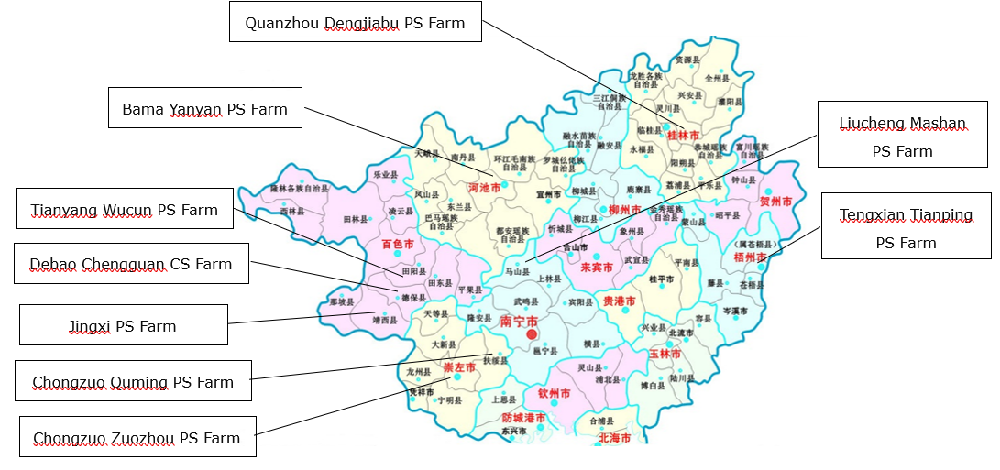 Quanzhou Dengjiabu PS Farm
Bama Yanyan PS Farm
Liucheng Mashan
PS Farm
Tianyang Wucun PS Farm
Tengxian Tianping
PS Farm
Debao Chengguan CS Farm
Jingxi PS Farm
Chongzuo Quming PS Farm
Chongzuo Zuozhou PS Farm
资源县
龙胜各族
自治县
全州县
三江侗族
自治县
兴安县
灌阳县
灵川县
临桂县
桂林市
融水苗族
自治县
融安县
永福县
恭城瑶族
自治县
富川瑶族
自治县
天峨县
南丹县
环江毛南族
自治县
罗城仫佬族
自治县
阳朔县
乐业县
河池市
宜州市
柳城县
鹿寨县
荔浦县
平乐县
钟山县
贺州市
隆林各族自治县
西林县
田林县
凌云县
凤山县
东兰县
巴马瑶族
自治县
都安瑶族
自治县
忻城县
柳江县
柳州市
金秀瑶族
自治县
蒙山县
昭平县
百色市
合山市
象州县
来宾市
武宣县
(属苍梧县)
梧州市
田阳县
田东县
平果县
马山县
上林县
桂平市
平南县
藤县
苍梧县
那坡县
德保县
靖西县
天等县
隆安县
武鸣县
宾阳县
贵港市
岑溪市
容县
南宁市
兴业县
北流市
大新县
崇左市
扶绥县
邕宁县
横县
玉林市
龙州县
凭祥市
宁明县
灵山县
浦北县
博白县
陆川县
上思县
钦州市
防城港市
东兴市
合浦县
北海市